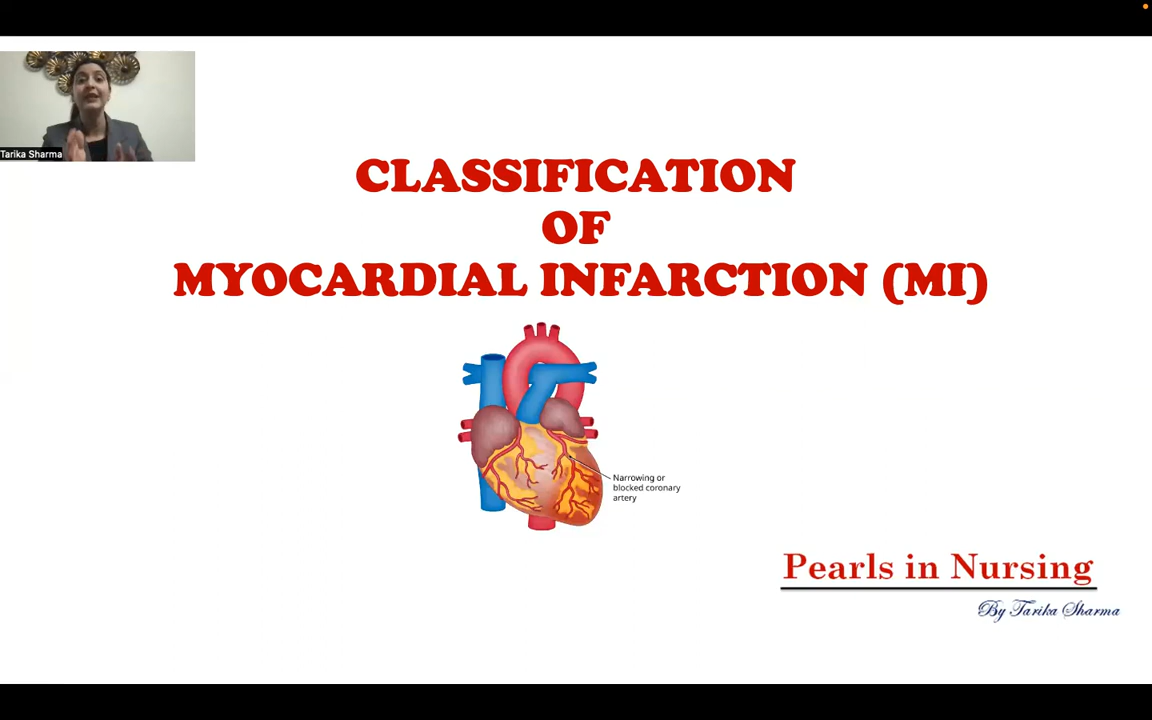 Tarika Sharma
CLASSIFICATION
OF
MYOCARDIAL INFARCTION (MI)
Narrowing or
blocked coronary
artery
Pearls in Nursing
By Tarika Sharma